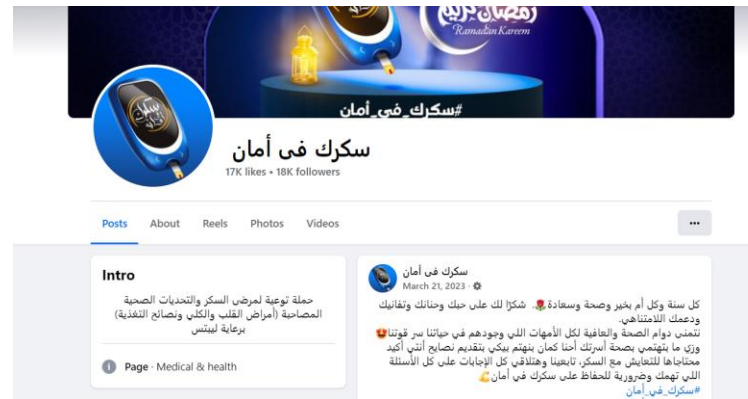 رمضان كريم
Ramadan Kareem
#سكرك_في_أمان
سكرك فى أمان
17K likes • 18K followers
Posts About Reels Photos Videos
Intro
حملة توعية لمرضى السكر والتحديات الصحية
المصاحبة (أمراض القلب والكلي ونصائح التغذية)
برعاية ليبتس
Page · Medical & health
سكرك فى أمان
March 21, 2023
كل سنة وكل أم بخير وصحة وسعادة🌹. شكرًا لك على حبك وحنانك وتفانيك
ودعمك اللامتناهي.
نتمنى دوام الصحة والعافية لكل الأمهات اللي وجودهم في حياتنا سر قوتنا😍
وزي ما بتهتمي بصحة أسرتك أحنا كمان بنهتم بيكي بتقديم نصايح أنتي أكيد
محتاجاها للتعايش مع السكر، تابعينا وهتلاقي كل الإجابات على كل الأسئلة
اللي تهمك وضرورية للحفاظ على سكرك في أمان💪
#سكرك_في_أمان